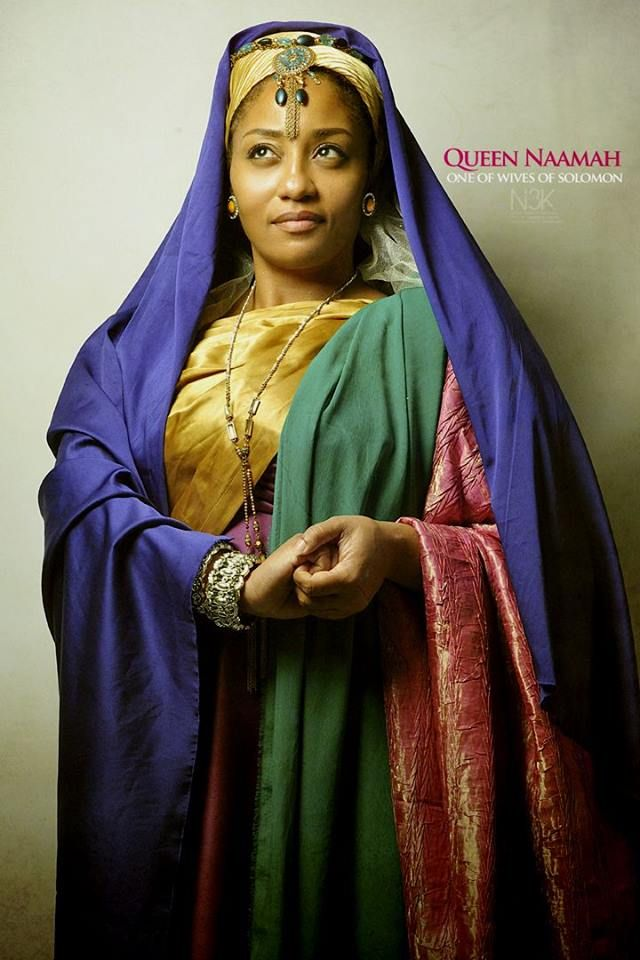 QUEEN NAAMAH
ONE OF WIVES OF SOLOMON
N3K